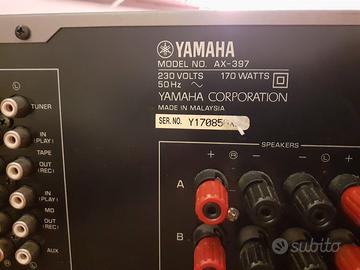 YAMAHA
MODEL NO. AX-397
230 VOLTS 170 WATTS
50Hz
YAMAHA CORPORATION
MADE IN MALAYSIA
SER. NO. Y17085
L
TUNER
IN
(PLAY)
TAPE
OUT
(REC)
IN
(PLAY)
MD
OUT
(REC)
AUX
SPEAKERS
+ R - - L +
A
B
subito